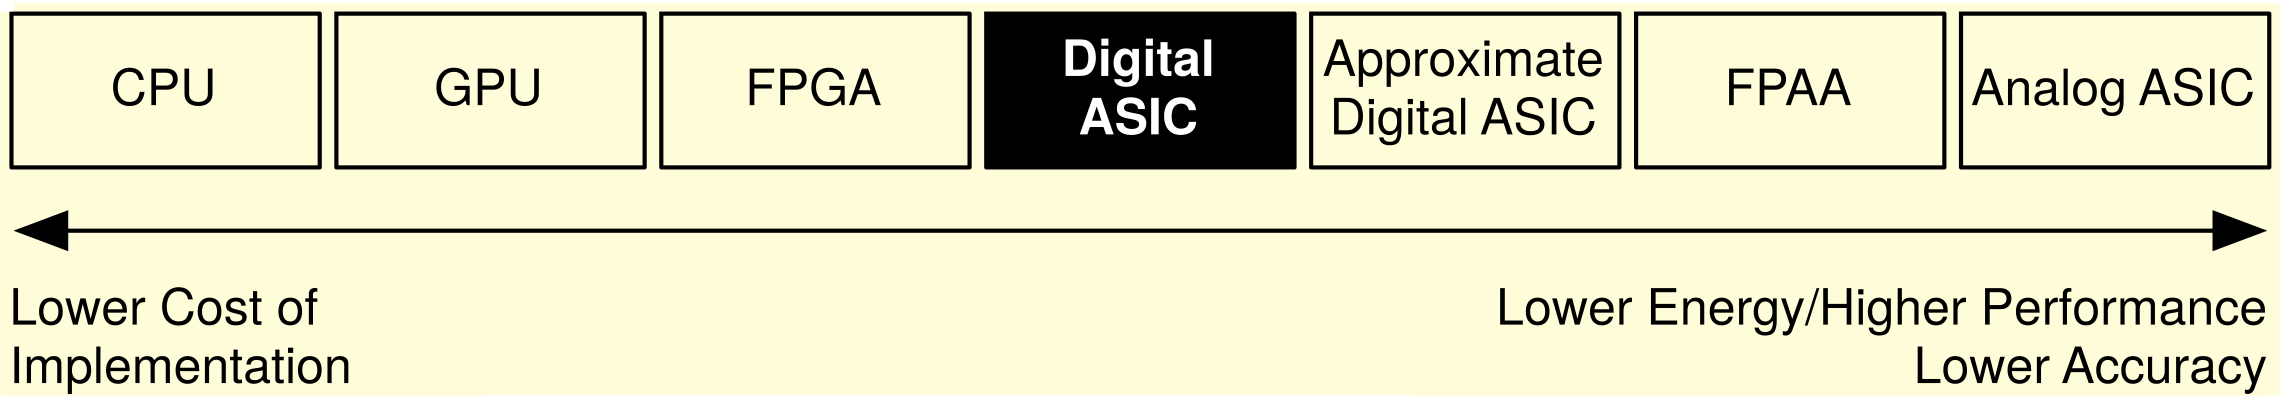 CPU
GPU
FPGA
Digital
ASIC
Approximate
Digital ASIC
FPAA
Analog ASIC
Lower Cost of
Implementation
Lower Energy/Higher Performance
Lower Accuracy